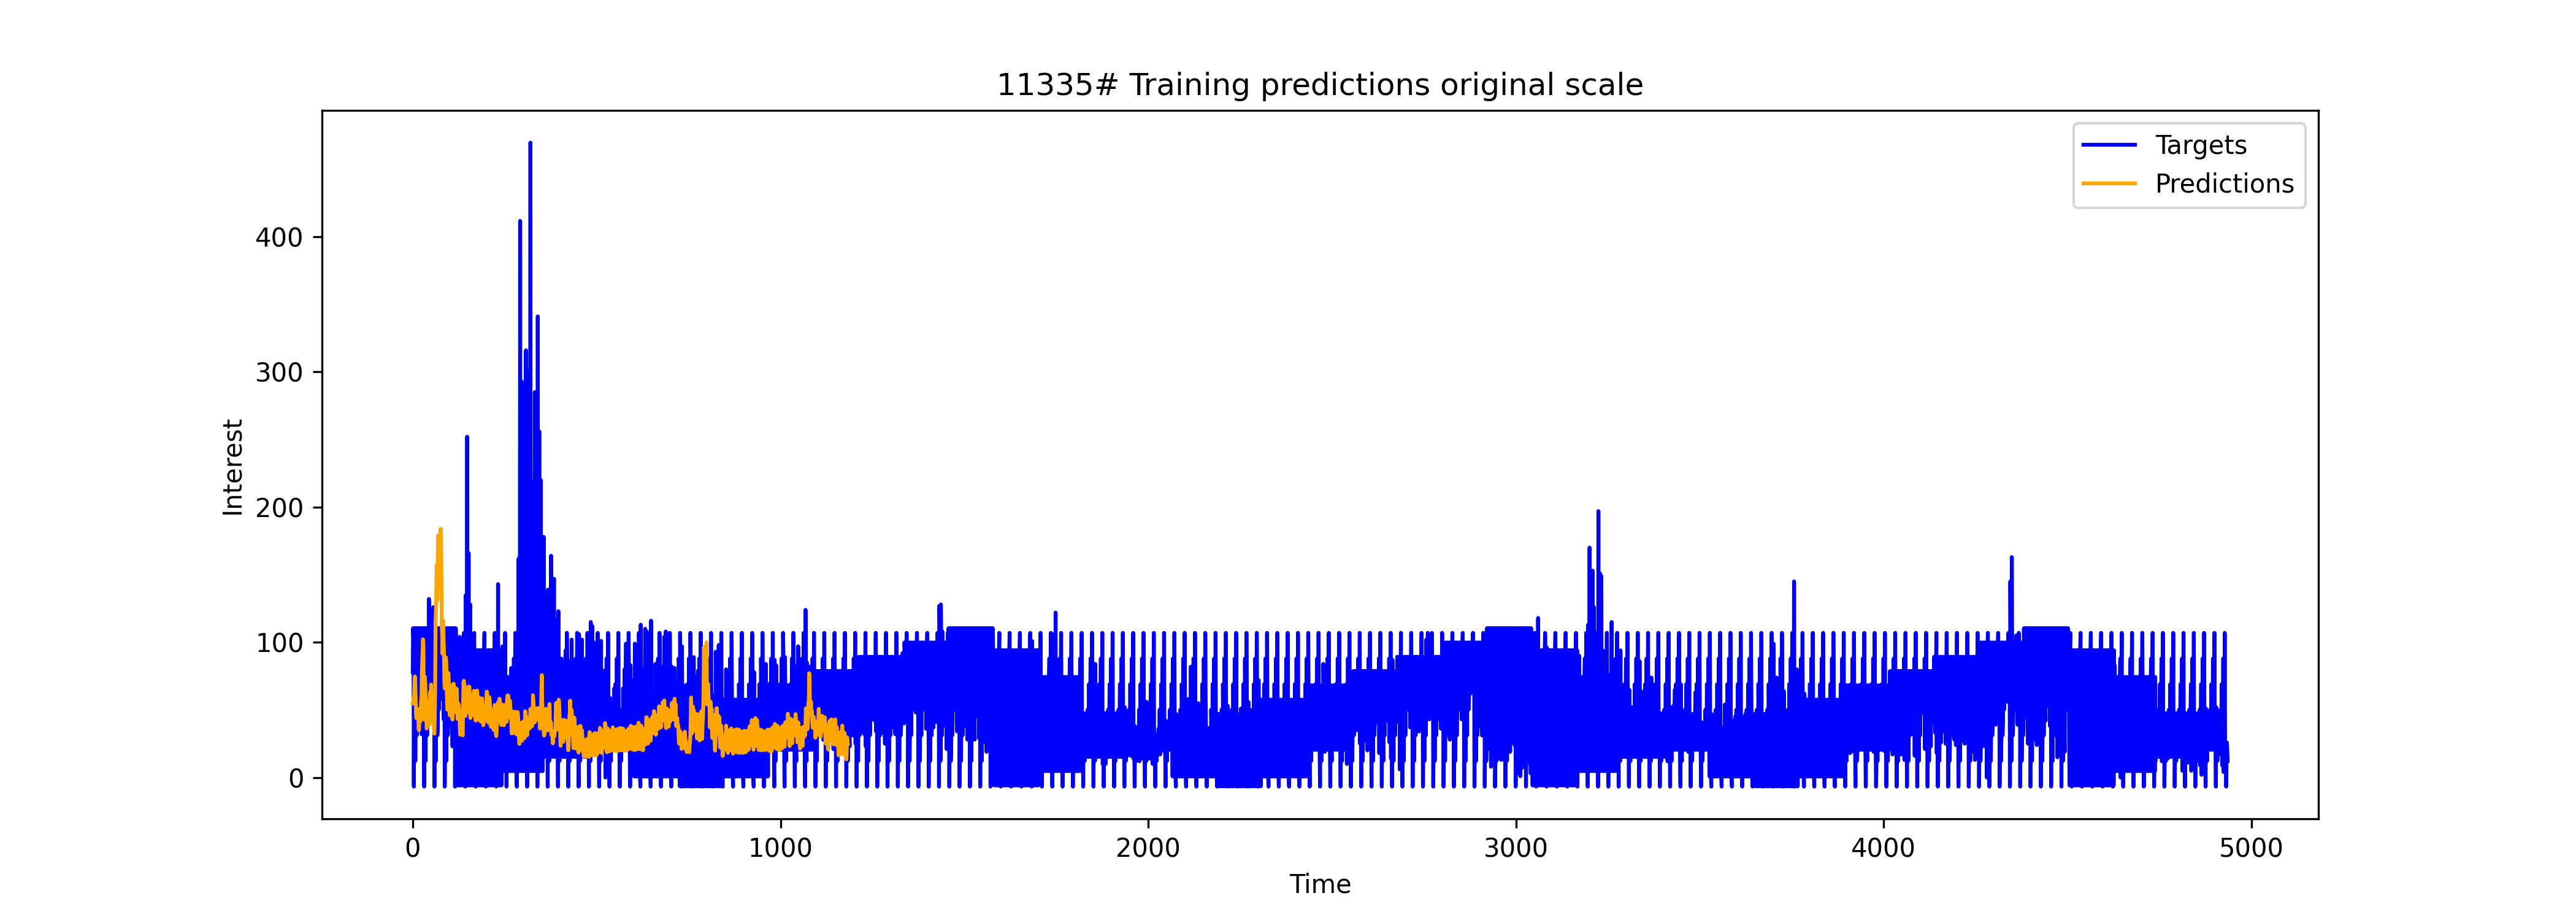 11335# Training predictions original scale
Targets
Predictions
Interest
400
300
200
100
0
0 1000 2000 3000 4000 5000
Time